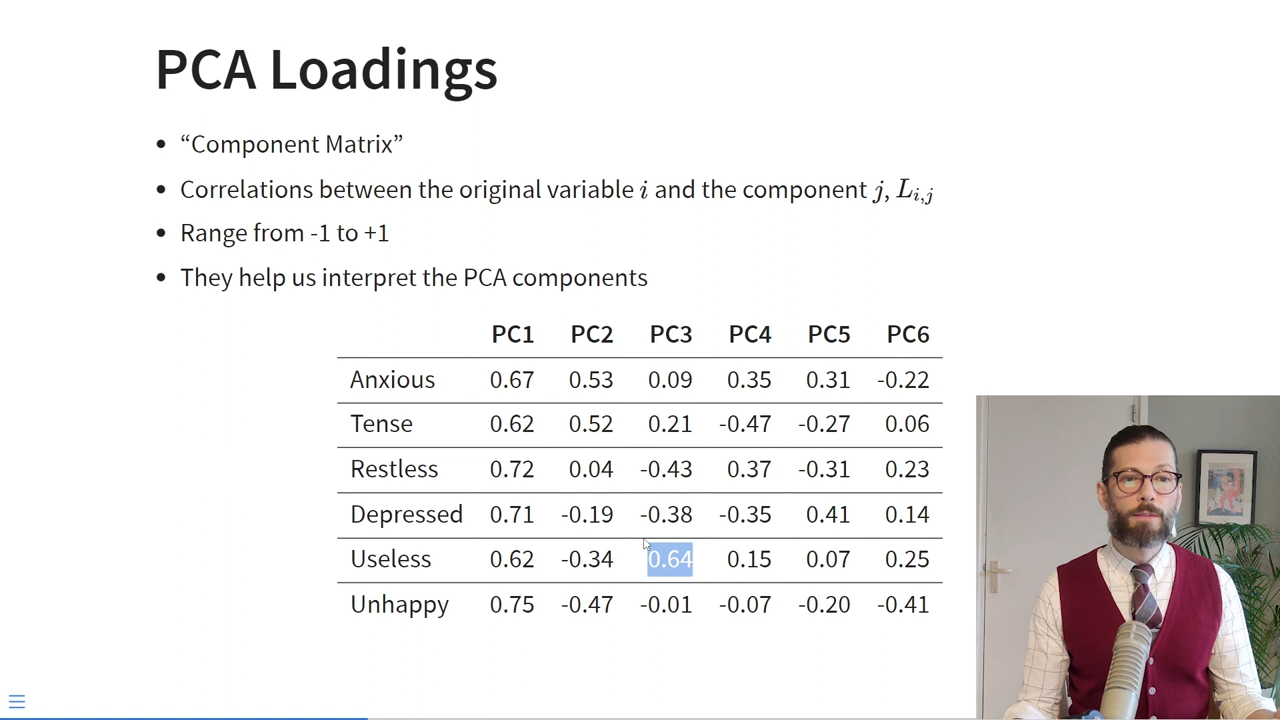 PCA Loadings
• “Component Matrix”
• Correlations between the original variable i and the component j, L_{i,j}
• Range from -1 to +1
• They help us interpret the PCA components
PC1 PC2 PC3 PC4 PC5 PC6
Anxious 0.67 0.53 0.09 0.35 0.31 -0.22
Tense 0.62 0.52 0.21 -0.47 -0.27 0.06
Restless 0.72 0.04 -0.43 0.37 -0.31 0.23
Depressed 0.71 -0.19 -0.38 -0.35 0.41 0.14
Useless 0.62 -0.34 0.64 0.15 0.07 0.25
Unhappy 0.75 -0.47 -0.01 -0.07 -0.20 -0.41